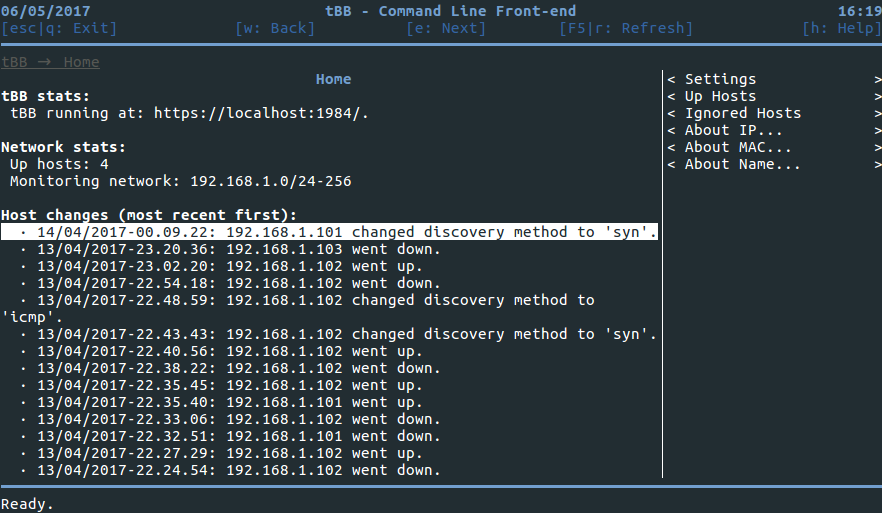 06/05/2017 tBB - Command Line Front-end 16:19
[esc|q: Exit] [w: Back] [e: Next] [F5|r: Refresh] [h: Help]
tBB → Home
Home
tBB stats:
tBB running at: https://localhost:1984/.
Network stats:
Up hosts: 4
Monitoring network: 192.168.1.0/24-256
Host changes (most recent first):
· 14/04/2017-00.09.22: 192.168.1.101 changed discovery method to 'syn'.
· 13/04/2017-23.20.36: 192.168.1.103 went down.
· 13/04/2017-23.02.20: 192.168.1.102 went up.
· 13/04/2017-22.54.18: 192.168.1.102 went down.
· 13/04/2017-22.48.59: 192.168.1.102 changed discovery method to
'icmp'.
· 13/04/2017-22.43.43: 192.168.1.102 changed discovery method to 'syn'.
· 13/04/2017-22.40.56: 192.168.1.102 went up.
· 13/04/2017-22.38.22: 192.168.1.102 went down.
· 13/04/2017-22.35.45: 192.168.1.102 went up.
· 13/04/2017-22.35.40: 192.168.1.101 went up.
· 13/04/2017-22.33.06: 192.168.1.102 went down.
· 13/04/2017-22.32.51: 192.168.1.101 went down.
· 13/04/2017-22.27.29: 192.168.1.102 went up.
· 13/04/2017-22.24.54: 192.168.1.102 went down.
< Settings >
< Up Hosts >
< Ignored Hosts >
< About IP... >
< About MAC... >
< About Name... >
Ready.